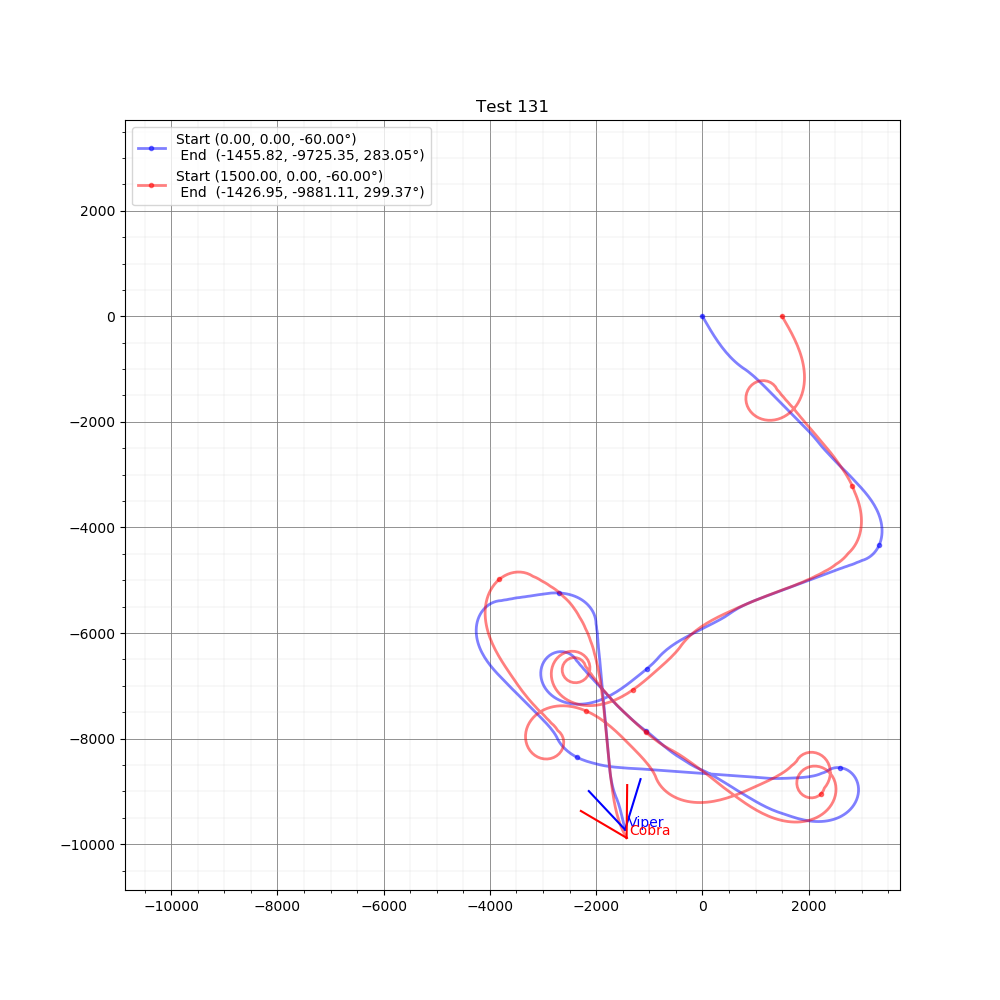 Test 131
Start (0.00, 0.00, -60.00°)
End (-1455.82, -9725.35, 283.05°)
Start (1500.00, 0.00, -60.00°)
End (-1426.95, -9881.11, 299.37°)
2000
0
−2000
−4000
−6000
−8000
−10000
Viper
Cobra
−10000 −8000 −6000 −4000 −2000 0 2000